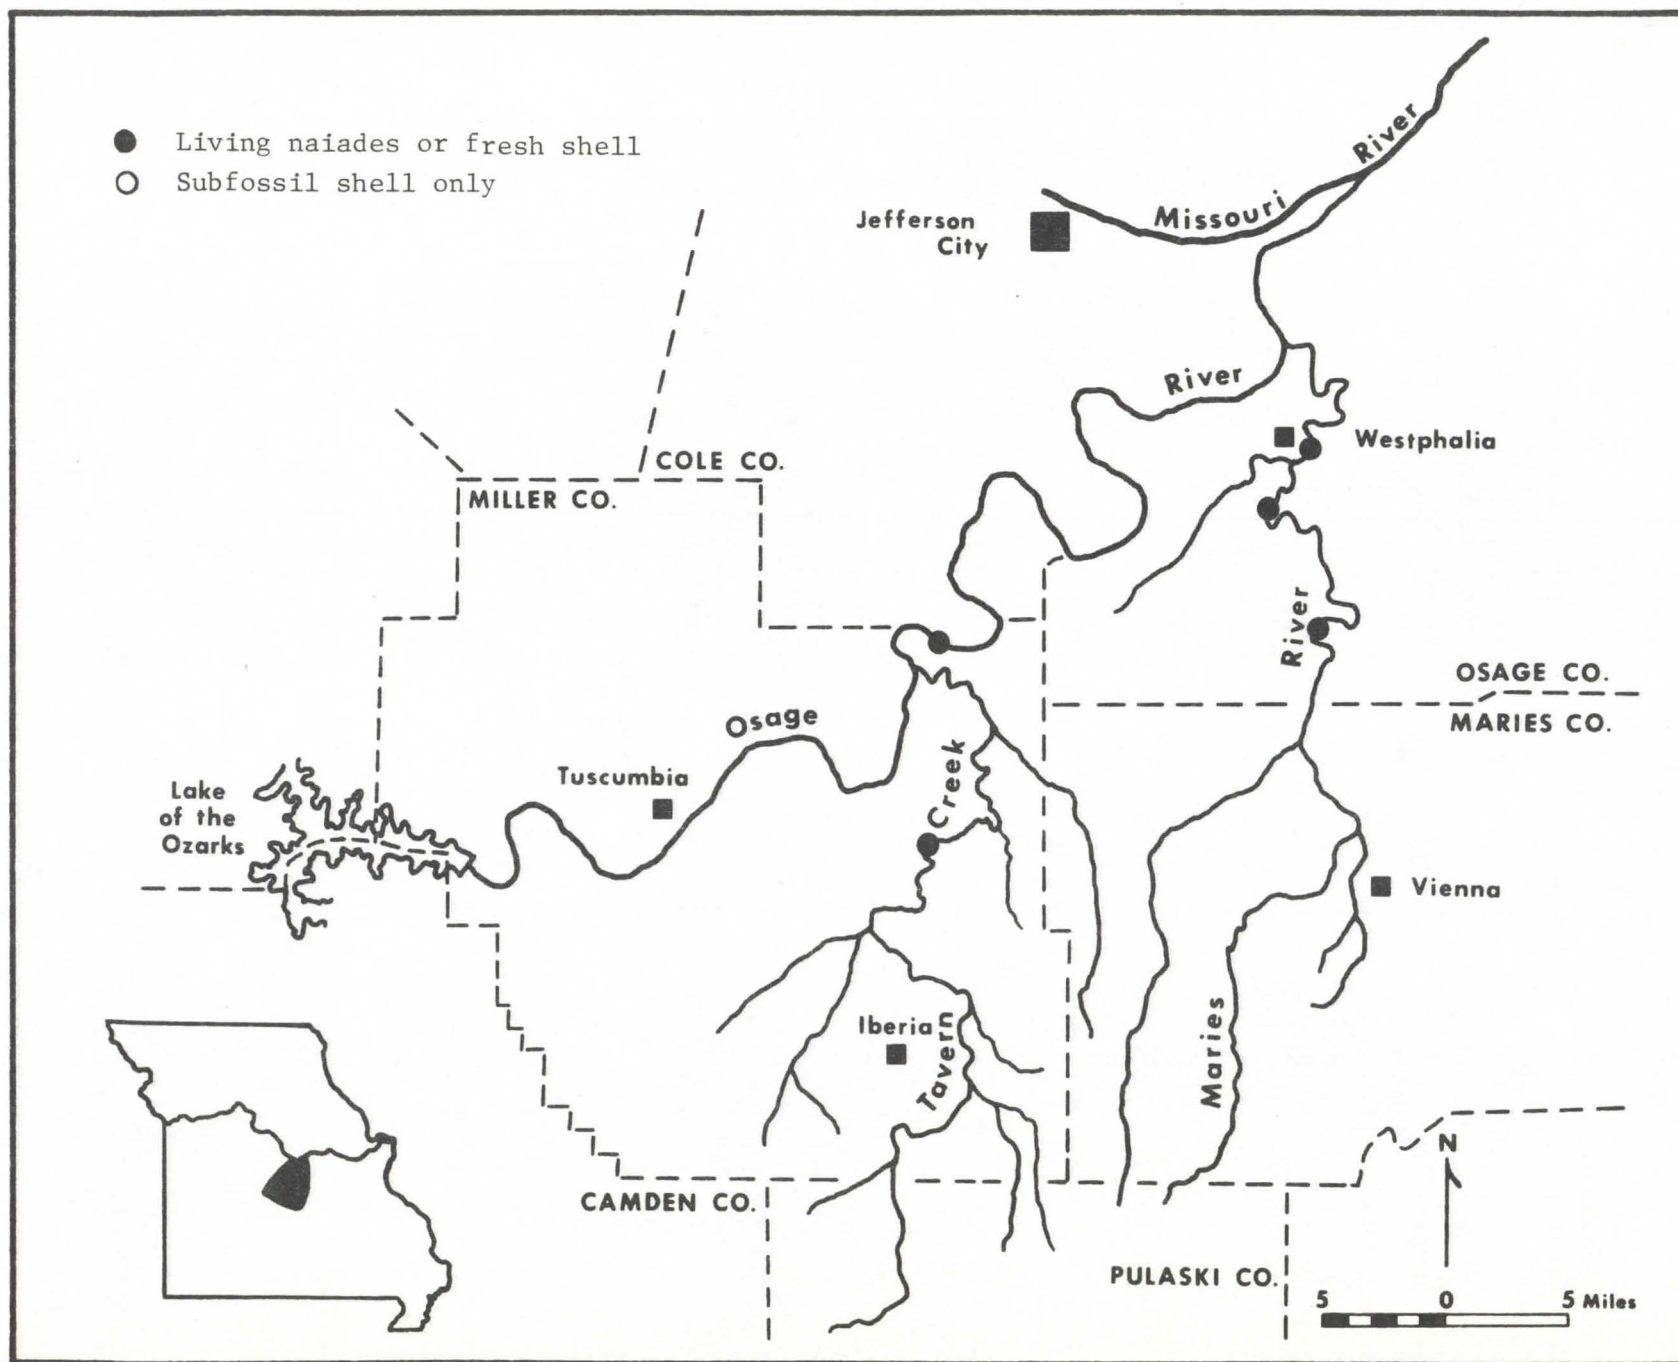 Living naiades or fresh shell
Subfossil shell only
Missouri River
Jefferson
City
River
Westphalia
COLE CO.
MILLER CO.
River
OSAGE CO.
MARIES CO.
Osage
Creek
Tuscumbia
Lake
of the
Ozarks
Vienna
Iberia
Tavern
Maries
N
CAMDEN CO.
PULASKI CO.
5 0 5 Miles